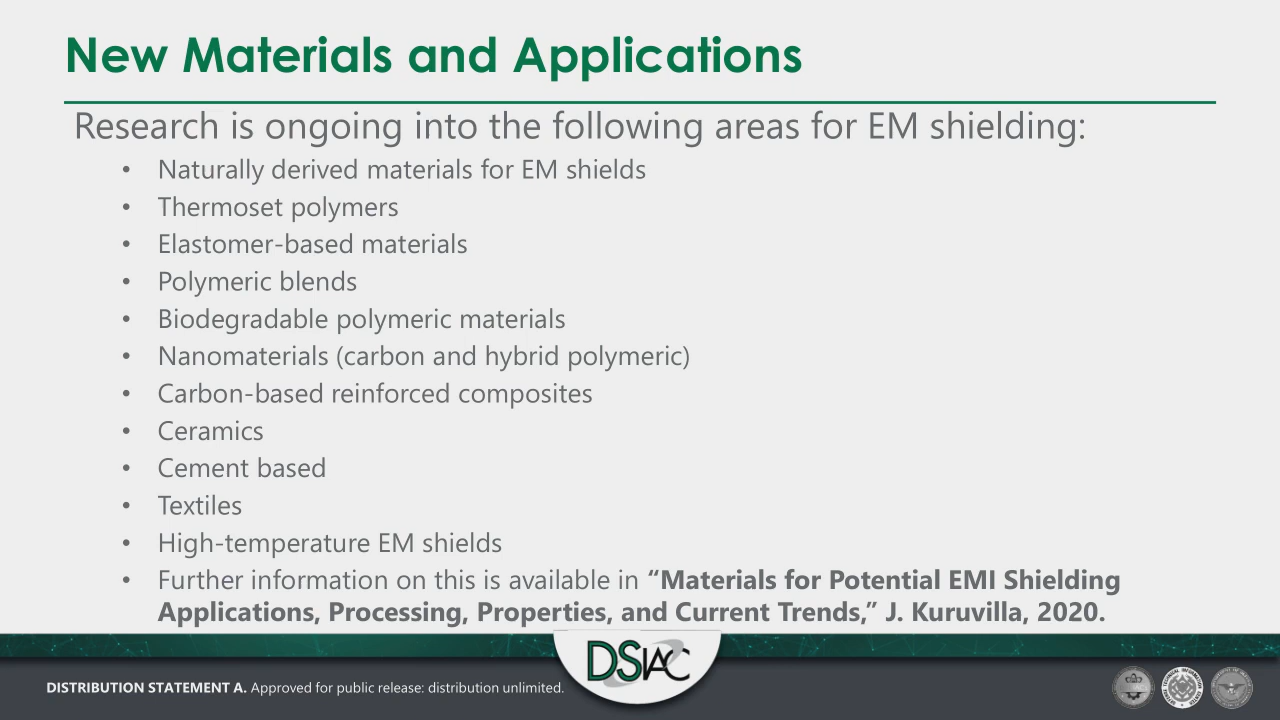 New Materials and Applications
Research is ongoing into the following areas for EM shielding:
• Naturally derived materials for EM shields
• Thermoset polymers
• Elastomer-based materials
• Polymeric blends
• Biodegradable polymeric materials
• Nanomaterials (carbon and hybrid polymeric)
• Carbon-based reinforced composites
• Ceramics
• Cement based
• Textiles
• High-temperature EM shields
• Further information on this is available in “Materials for Potential EMI Shielding
Applications, Processing, Properties, and Current Trends,” J. Kuruvilla, 2020.
DSIAC
DISTRIBUTION STATEMENT A. Approved for public release: distribution unlimited.